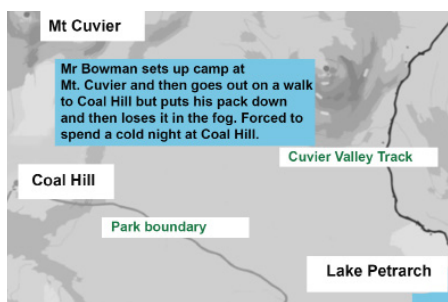 Mt Cuvier
Mr Bowman sets up camp at
Mt. Cuvier and then goes out on a walk
to Coal Hill but puts his pack down
and then loses it in the fog. Forced to
spend a cold night at Coal Hill.
Cuvier Valley Track
Coal Hill
Park boundary
Lake Petrarch